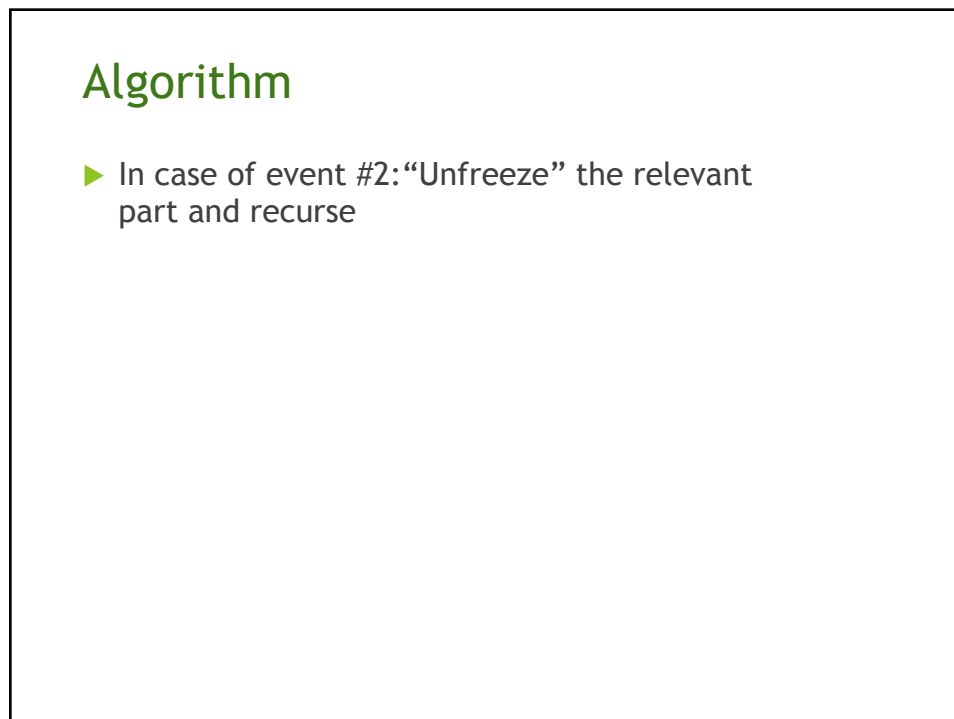 Algorithm
In case of event #2:“Unfreeze” the relevant
part and recurse